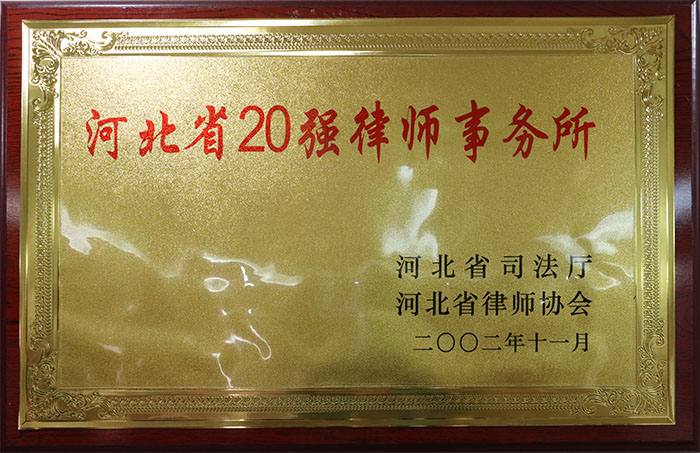 河北省20强律师事务所
河北省司法厅
河北省律师协会
二〇〇二年十一月